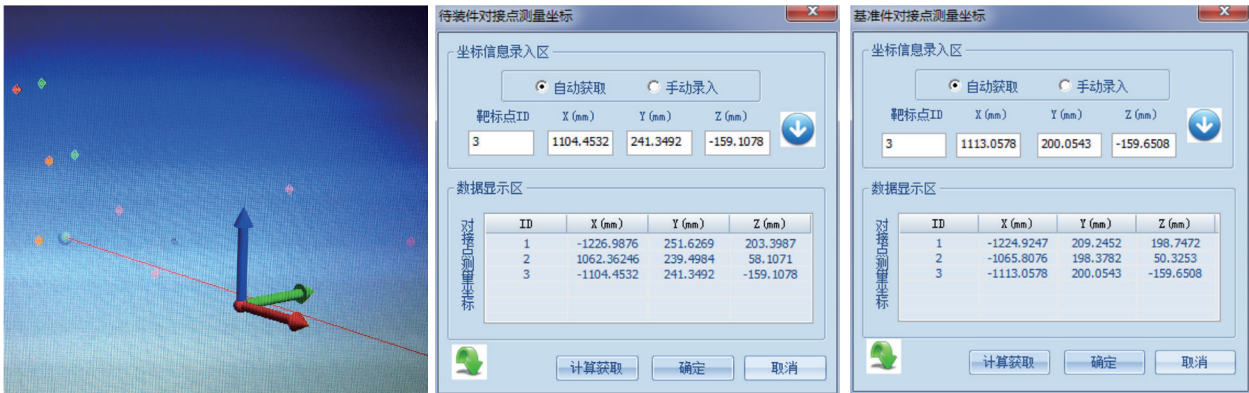 待装件对接点测量坐标
坐标信息录入区
自动获取 手动录入
靶标点ID X(mm) Y(mm) Z(mm)
3 1104.4532 241.3492 -159.1078
数据显示区
对接点测量坐标
ID X(mm) Y(mm) Z(mm)
1 -1226.9876 251.6269 203.3987
2 1062.36246 239.4984 58.1071
3 -1104.4532 241.3492 -159.1078
计算获取 确定 取消
基准件对接点测量坐标
坐标信息录入区
自动获取 手动录入
靶标点ID X(mm) Y(mm) Z(mm)
3 1113.0578 200.0543 -159.6508
数据显示区
对接点测量坐标
ID X(mm) Y(mm) Z(mm)
1 -1224.9247 209.2452 198.7472
2 -1065.8076 198.3782 50.3253
3 -1113.0578 200.0543 -159.6508
计算获取 确定 取消